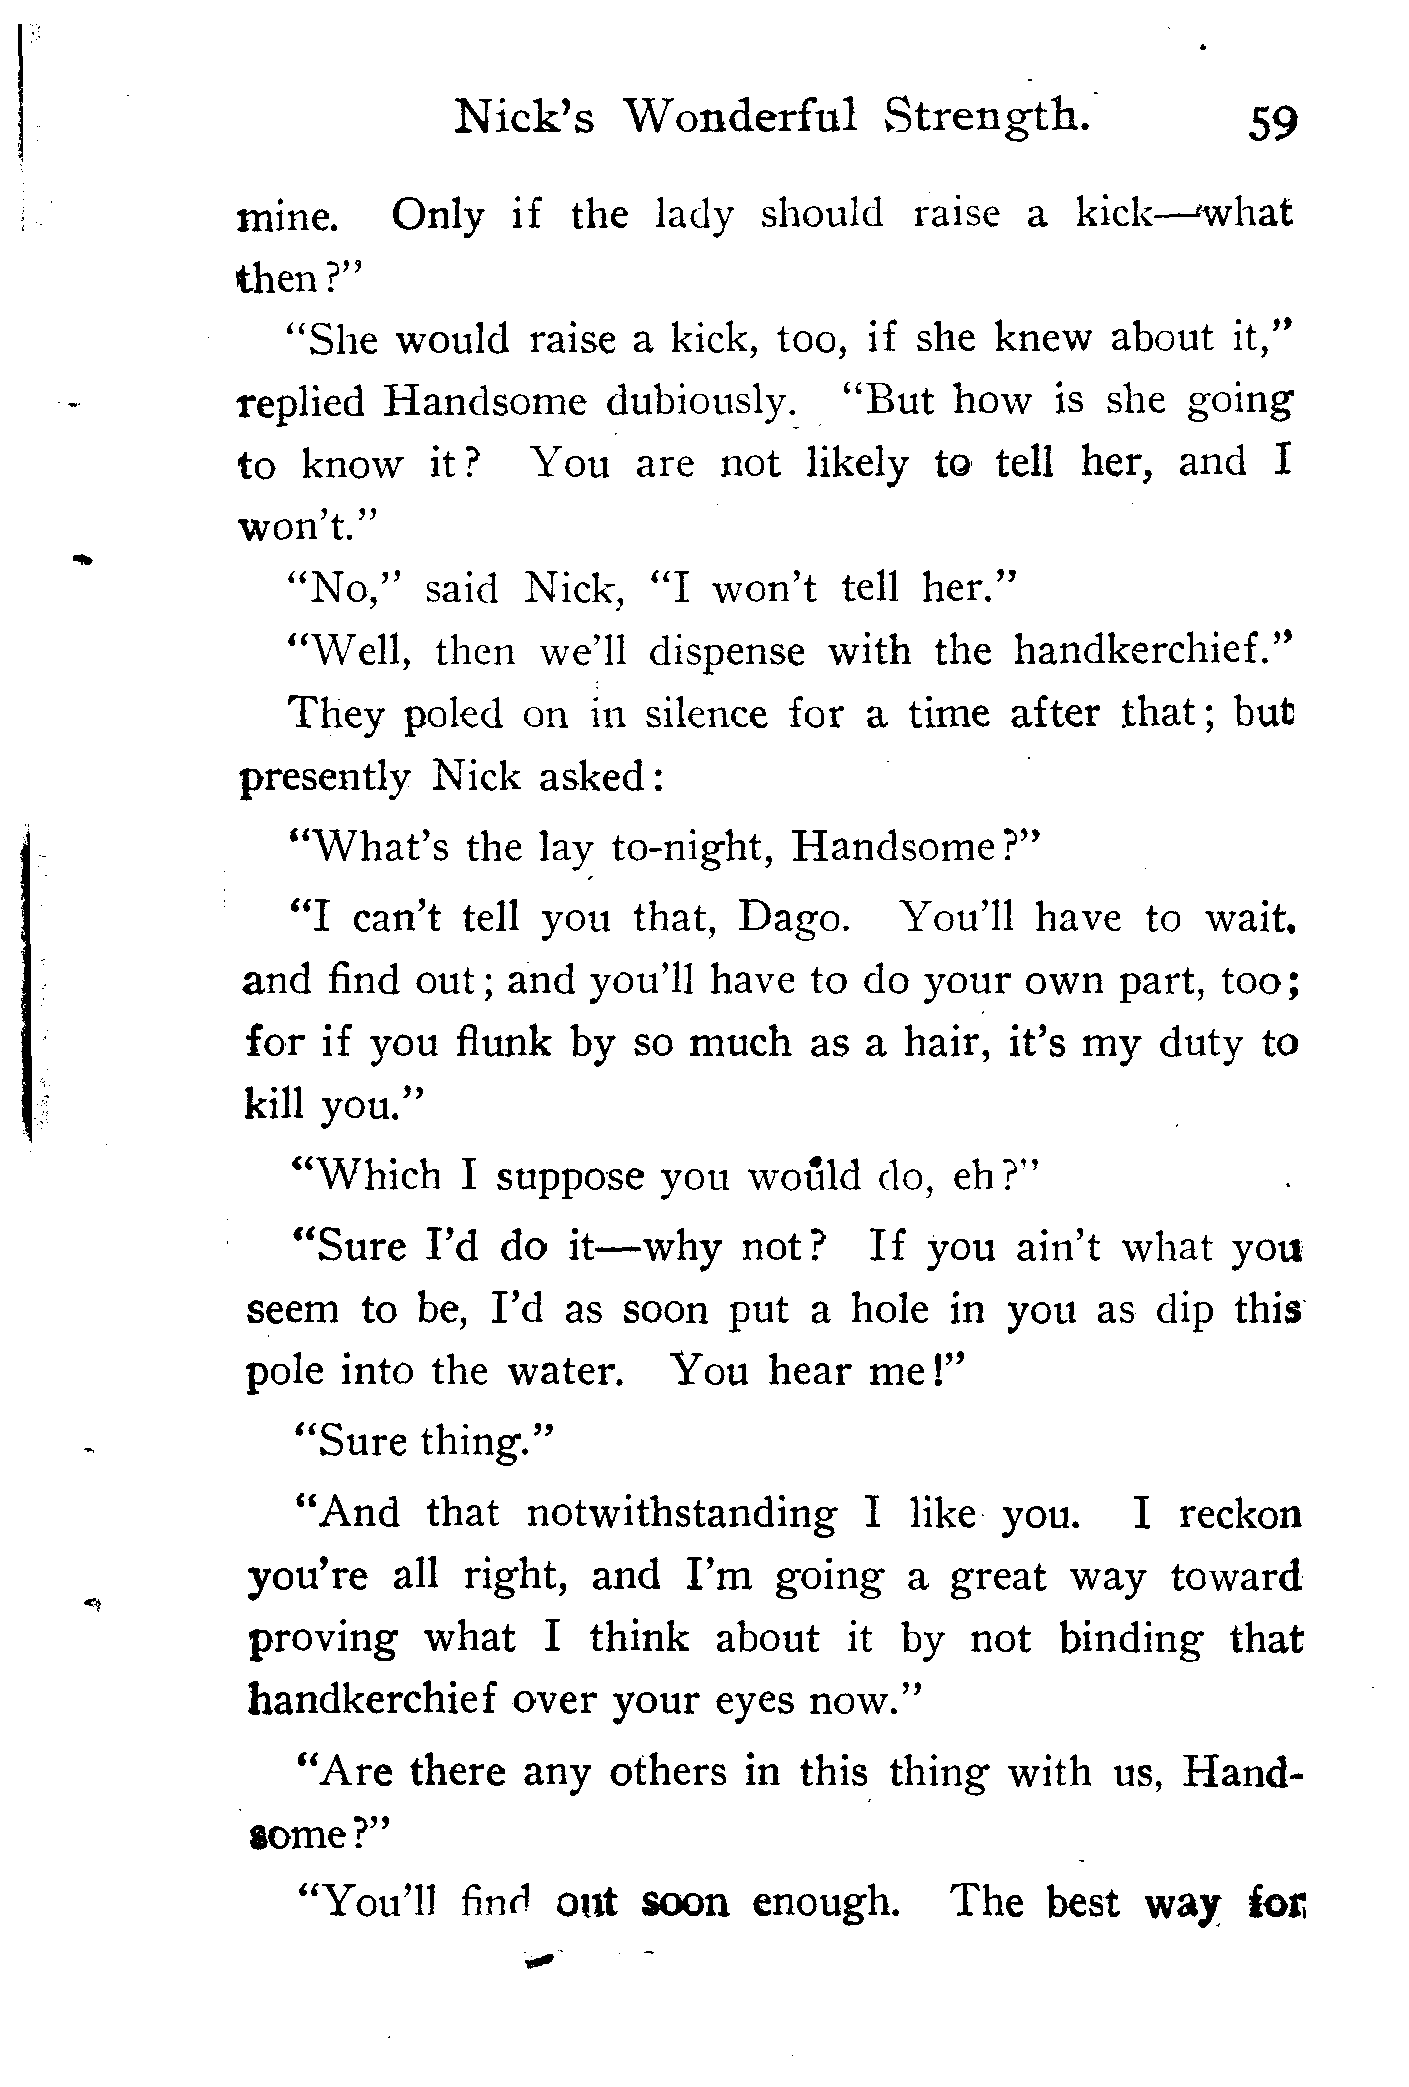 Nick's Wonderful Strength. 59
mine. Only if the lady should raise a kick—what
then?"
"She would raise a kick, too, if she knew about it,"
replied Handsome dubiously. "But how is she going
to know it? You are not likely to tell her, and I
won't."
"No," said Nick, "I won't tell her."
"Well, then we'll dispense with the handkerchief."
They poled on in silence for a time after that; but
presently Nick asked:
"What's the lay to-night, Handsome?"
"I can't tell you that, Dago. You'll have to wait.
and find out; and you'll have to do your own part, too;
for if you flunk by so much as a hair, it's my duty to
kill you."
"Which I suppose you would do, eh?"
"Sure I'd do it—why not? If you ain't what you
seem to be, I'd as soon put a hole in you as dip this
pole into the water. You hear me!"
"Sure thing."
"And that notwithstanding I like you. I reckon
you're all right, and I'm going a great way toward
proving what I think about it by not binding that
handkerchief over your eyes now."
"Are there any others in this thing with us, Hand-
some?"
"You'll find out soon enough. The best way for